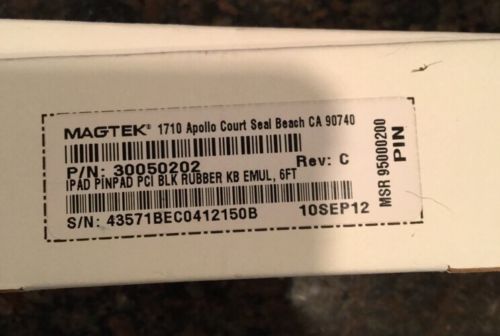 MAGTEK® 1710 Apollo Court Seal Beach CA 90740
P/N: 30050202 Rev: C
IPAD PINPAD PCI BLK RUBBER KB EMUL, 6FT
S/N: 43571BEC0412150B 10SEP12
MSR 95000200
PIN